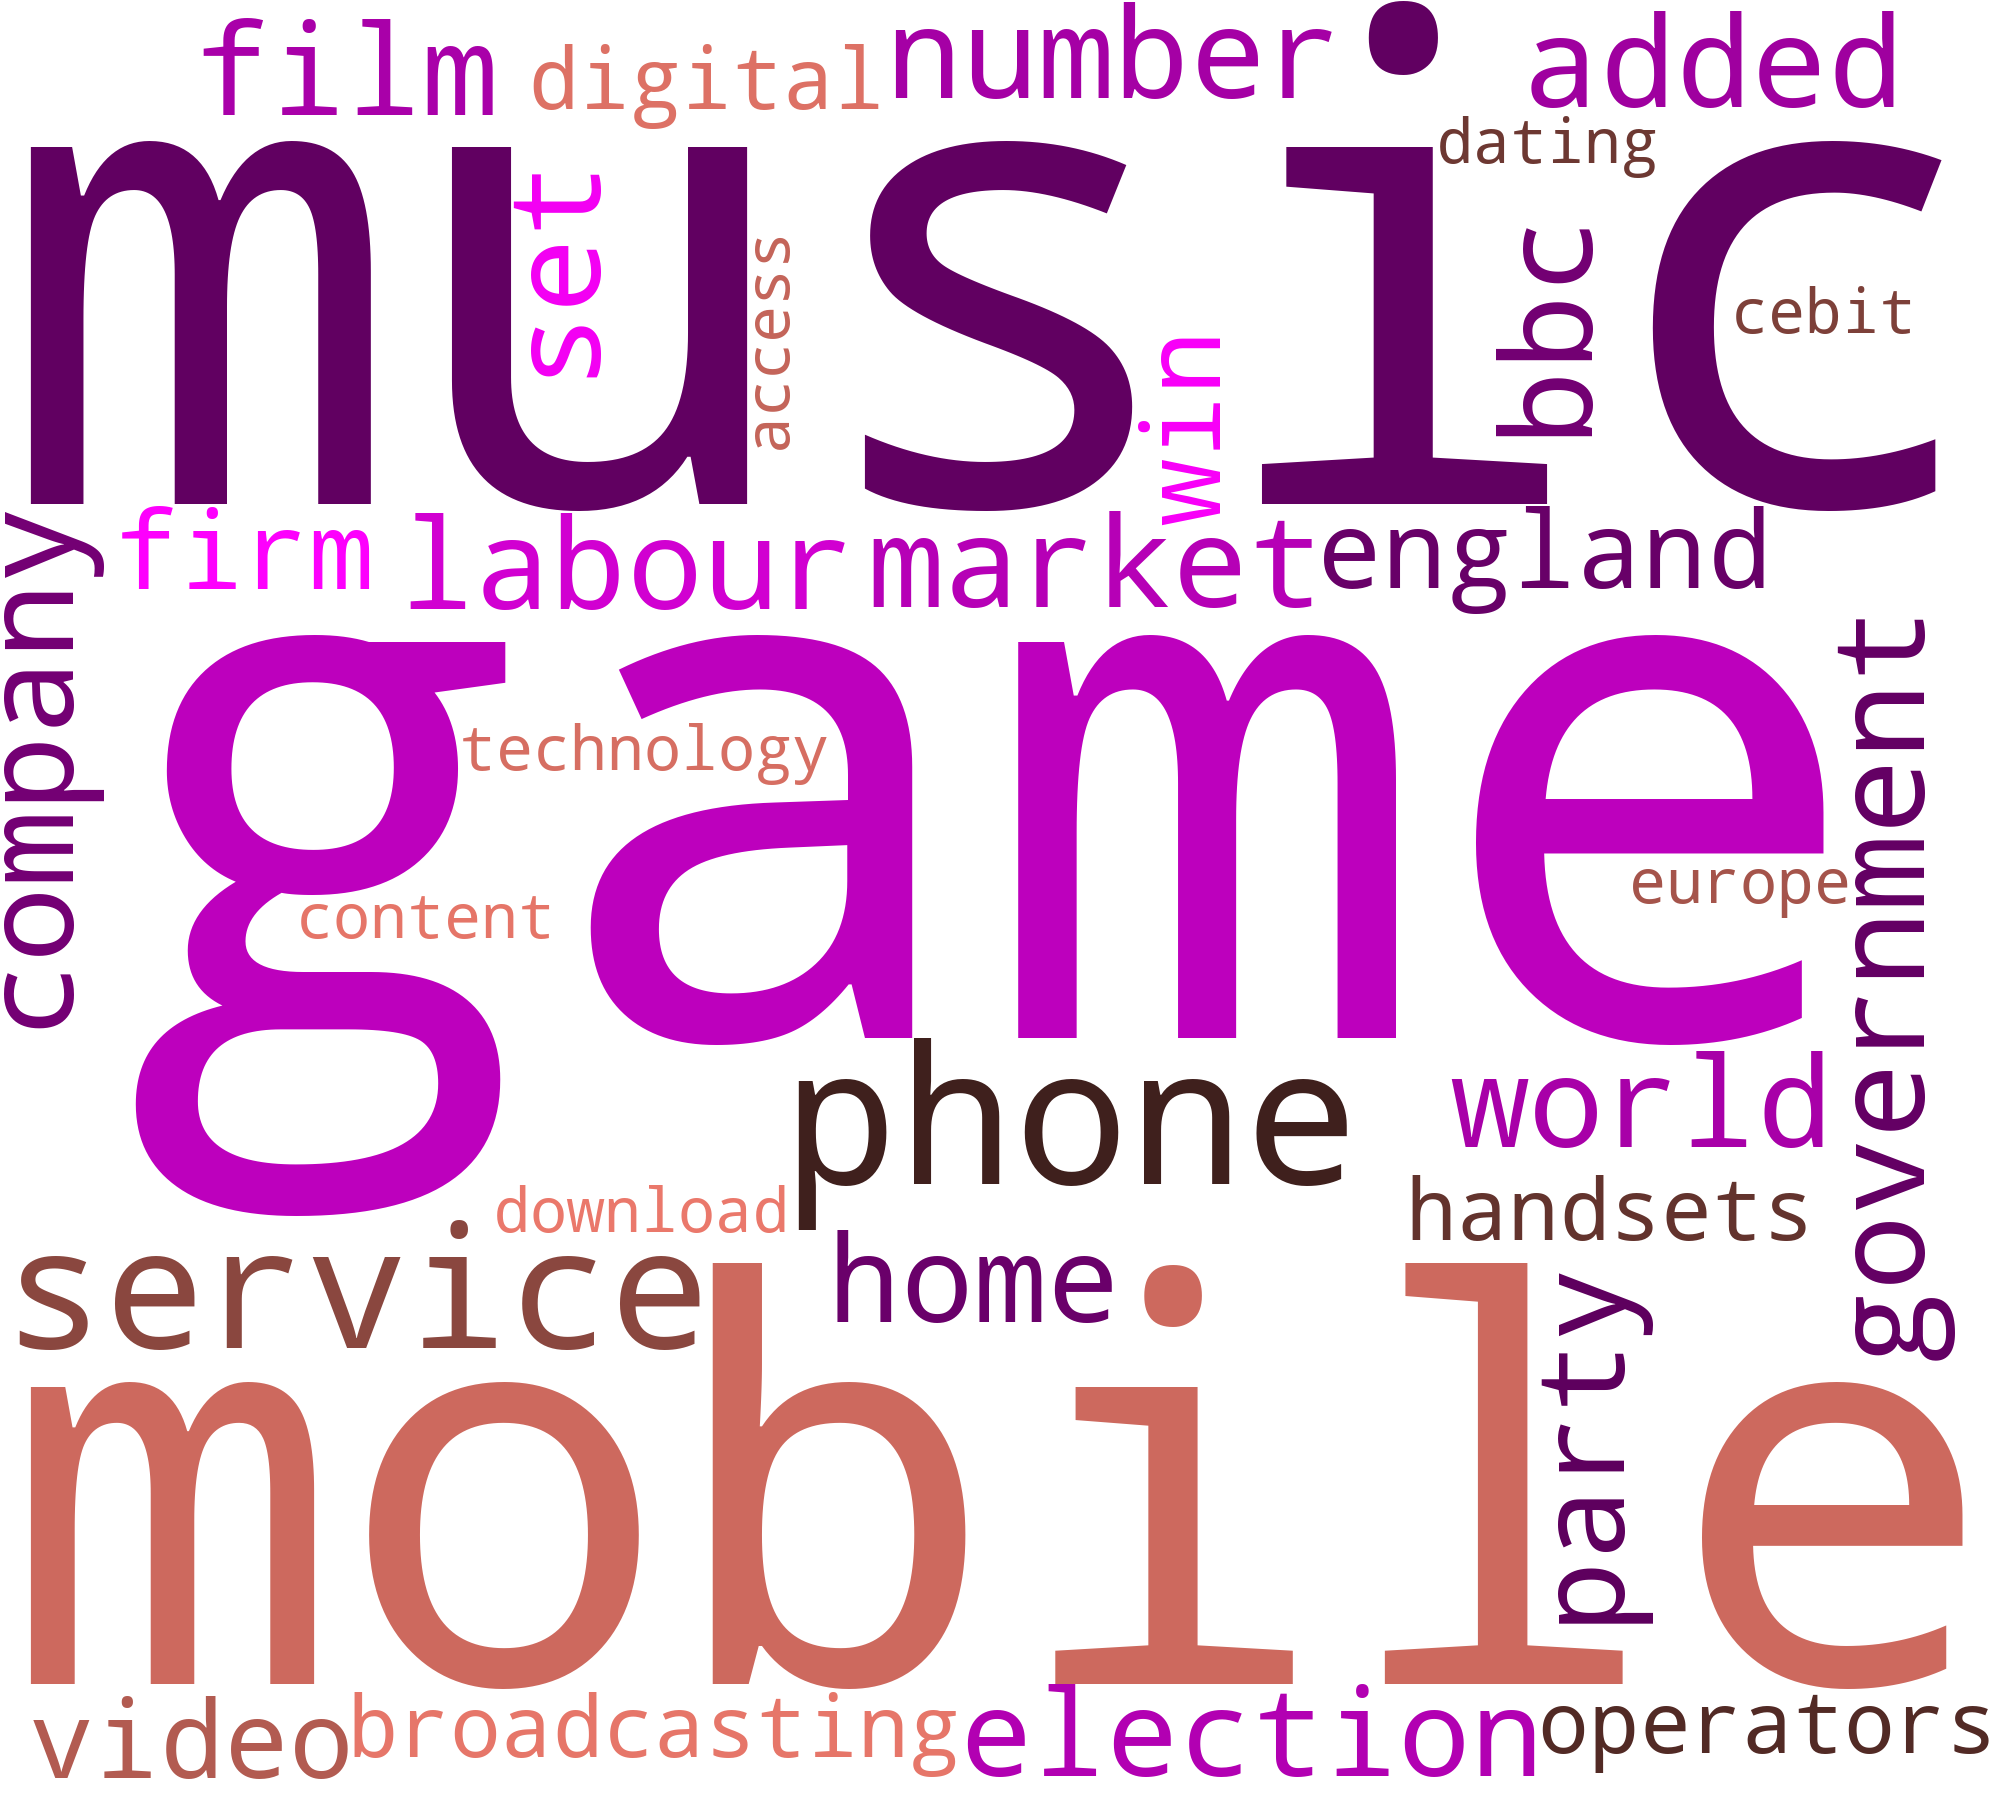 film
digital
number
added
dating
music
set
access
win
bbc
cebit
company
firm
labour
market
england
government
game
technology
europe
content
phone
world
download
handsets
service
home
party
mobile
video
broadcasting
election
operators